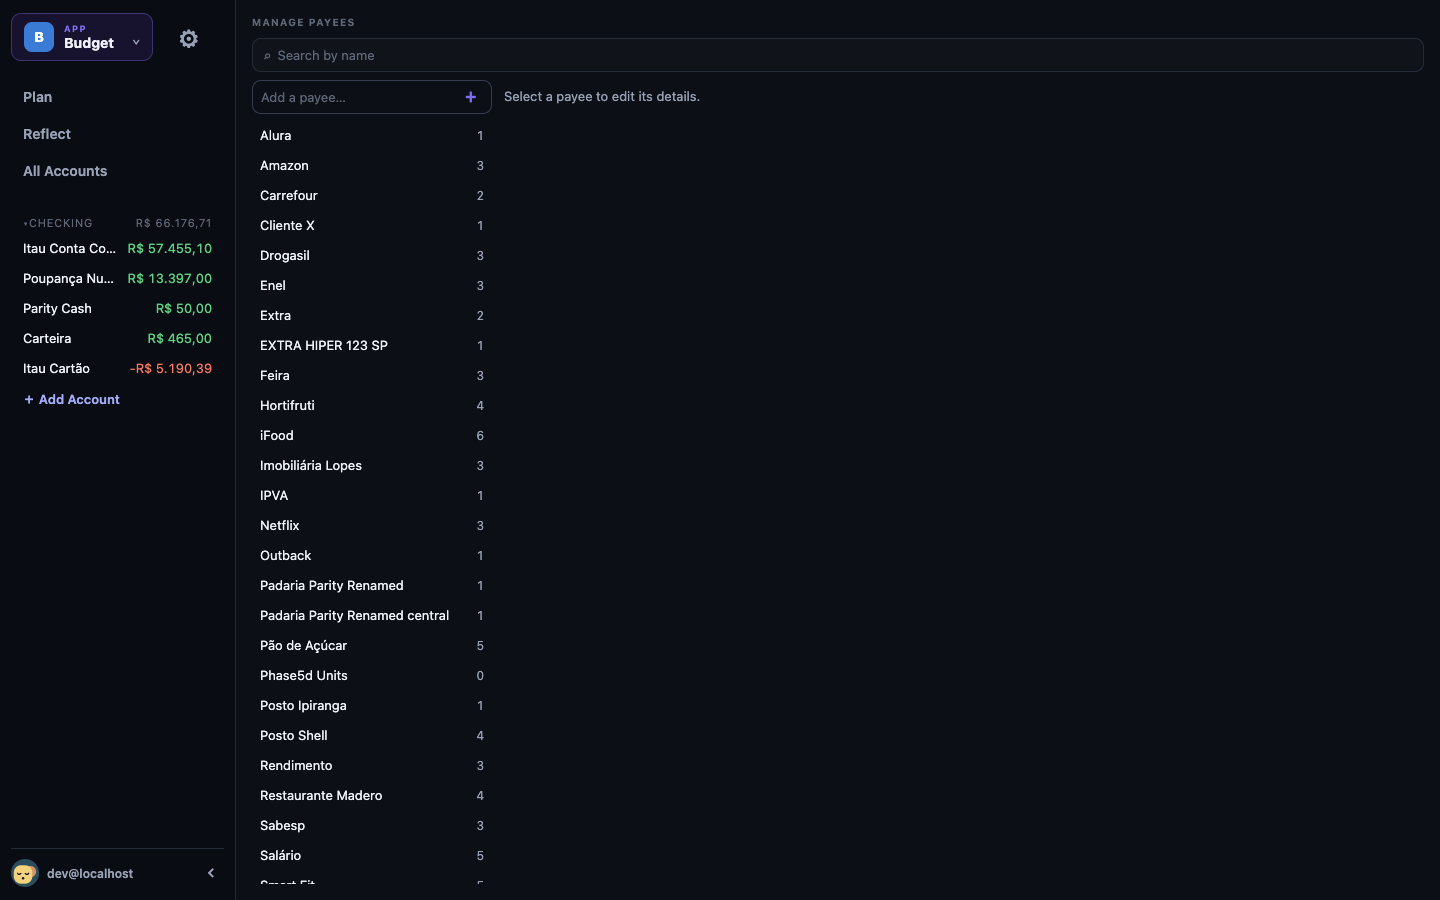 B
APP
Budget
Plan
Reflect
All Accounts
CHECKING R$ 66.176,71
Itau Conta Co... R$ 57.455,10
Poupança Nu... R$ 13.397,00
Parity Cash R$ 50,00
Carteira R$ 465,00
Itau Cartão -R$ 5.190,39
+ Add Account
dev@localhost
MANAGE PAYEES
Search by name
Add a payee... +
Select a payee to edit its details.
Alura 1
Amazon 3
Carrefour 2
Cliente X 1
Drogasil 3
Enel 3
Extra 2
EXTRA HIPER 123 SP 1
Feira 3
Hortifruti 4
iFood 6
Imobiliária Lopes 3
IPVA 1
Netflix 3
Outback 1
Padaria Parity Renamed 1
Padaria Parity Renamed central 1
Pão de Açúcar 5
Phase5d Units 0
Posto Ipiranga 1
Posto Shell 4
Rendimento 3
Restaurante Madero 4
Sabesp 3
Salário 5